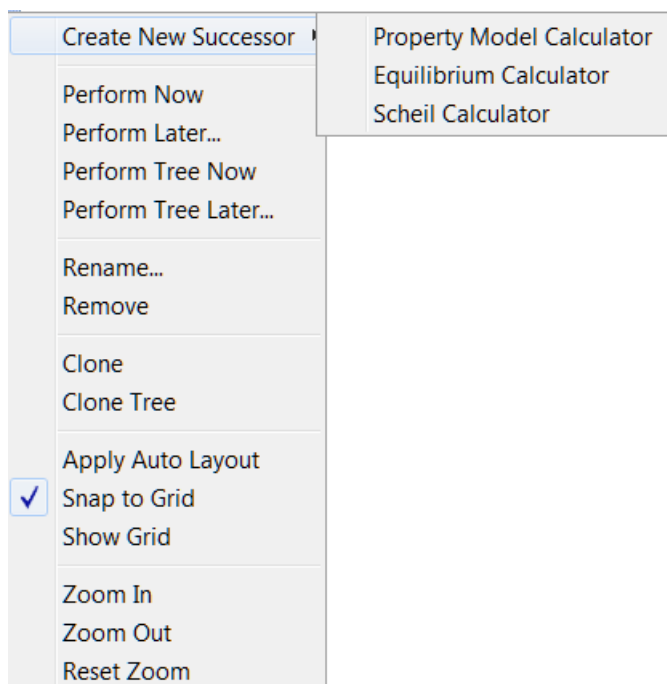 Create New Successor
Property Model Calculator
Equilibrium Calculator
Scheil Calculator
Perform Now
Perform Later...
Perform Tree Now
Perform Tree Later...
Rename...
Remove
Clone
Clone Tree
Apply Auto Layout
Snap to Grid
Show Grid
Zoom In
Zoom Out
Reset Zoom